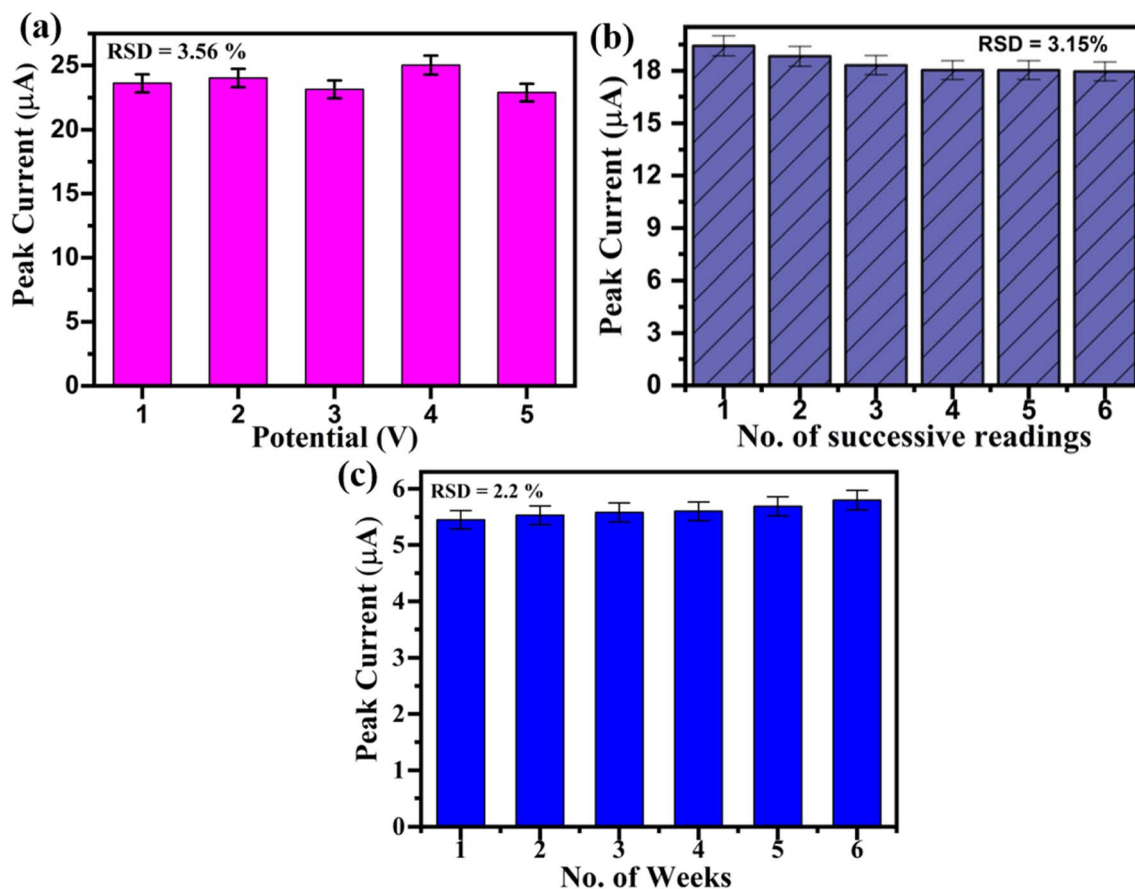 (a)
RSD = 3.56 %
Peak Current (µA)
25
20
15
10
5
0
1 2 3 4 5
Potential (V)
(b)
RSD = 3.15%
Peak Current (µA)
18
15
12
9
6
3
0
1 2 3 4 5 6
No. of successive readings
(c)
RSD = 2.2 %
Peak Current (µA)
6
5
4
3
2
1
0
1 2 3 4 5 6
No. of Weeks